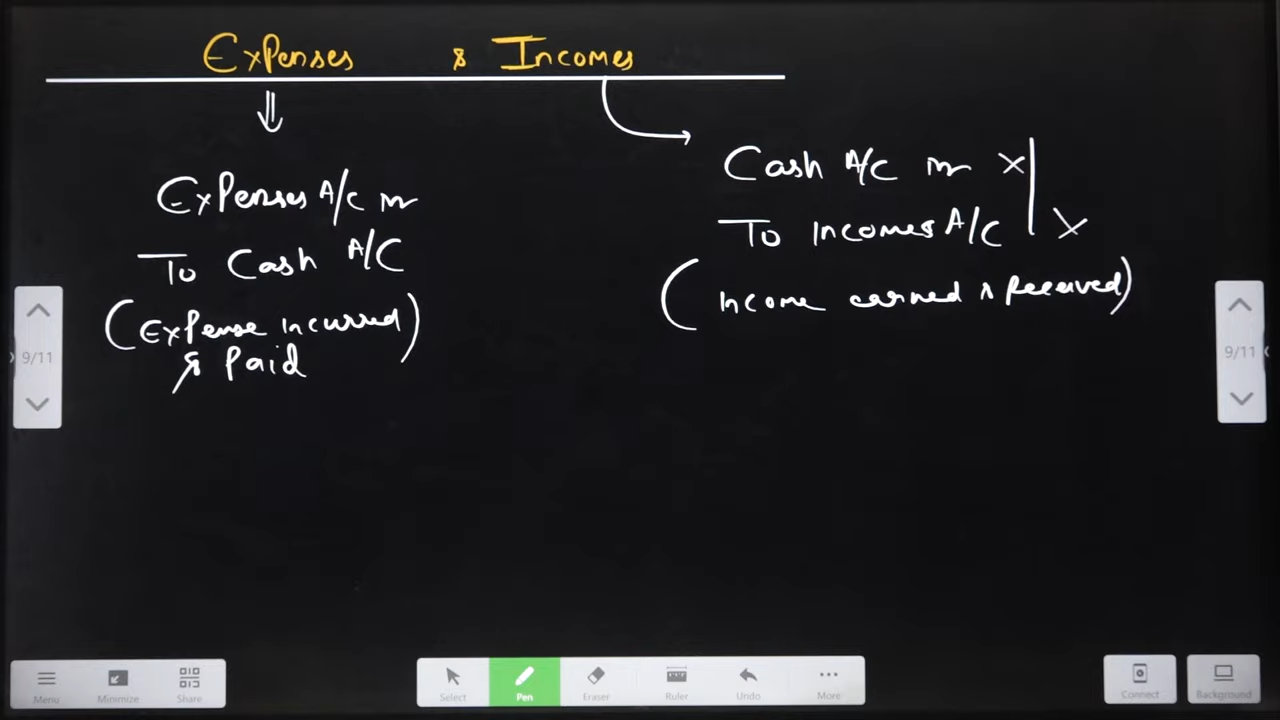 Expenses & Incomes
Expenses A/C Dr
To Cash A/C
(Expense incurred
& Paid)
Cash A/C Dr X
To Incomes A/C X
(Income earned & Received)
9/11
9/11
Menu
Minimize
Share
Select
Pen
Eraser
Ruler
Undo
More
Connect
Background